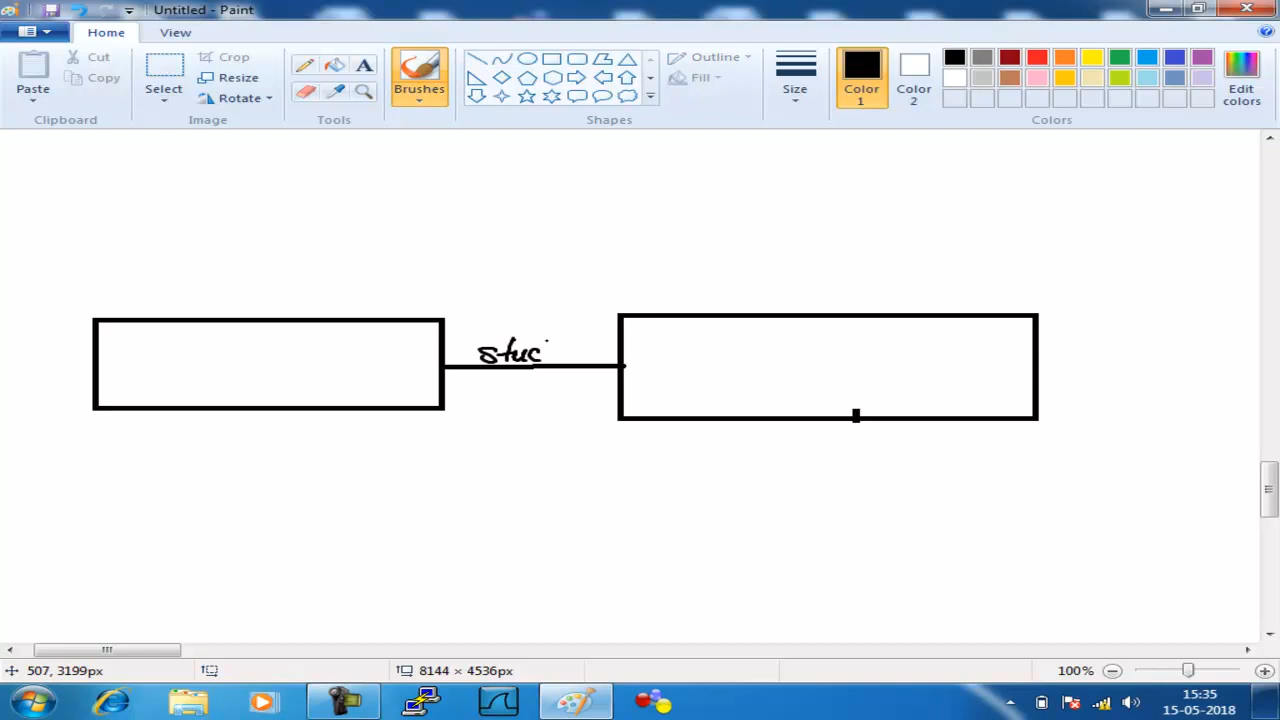 Untitled - Paint
Home View
Paste
Cut
Copy
Clipboard
Select
Crop
Resize
Rotate
Image
A
Tools
Brushes
Outline
Fill
Shapes
Size
Color 1
Color 2
Edit colors
Colors
stuc
507, 3199px
8144 × 4536px
100%
15:35
15-05-2018